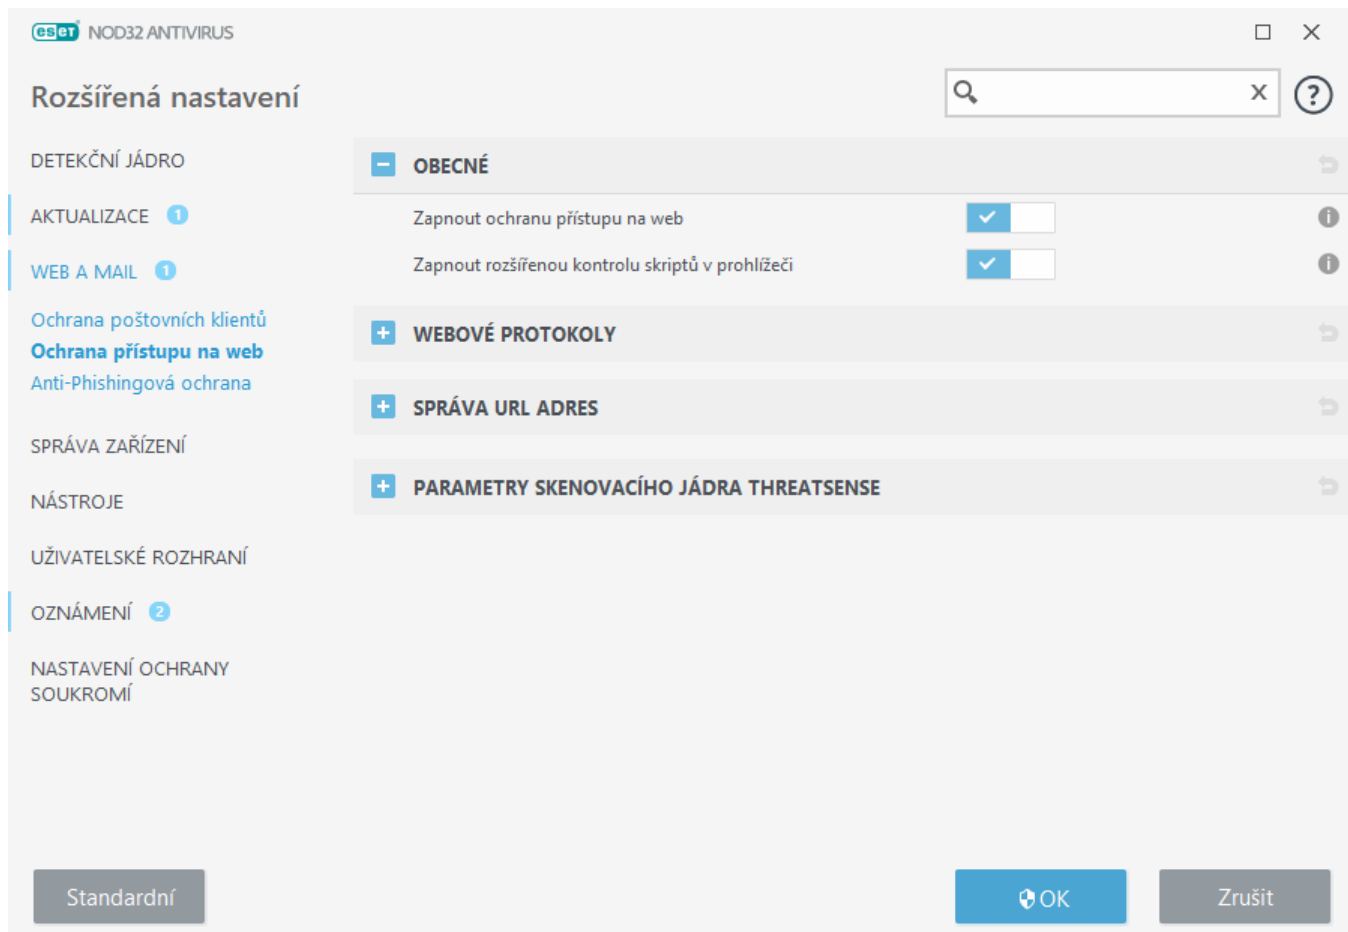 eset NOD32 ANTIVIRUS
Rozšířená nastavení
x
?
DETEKČNÍ JÁDRO
AKTUALIZACE 1
WEB A MAIL 1
Ochrana poštovních klientů
Ochrana přístupu na web
Anti-Phishingová ochrana
SPRÁVA ZAŘÍZENÍ
NÁSTROJE
UŽIVATELSKÉ ROZHRANÍ
OZNÁMENÍ 2
NASTAVENÍ OCHRANY
SOUKROMÍ
OBECNÉ
Zapnout ochranu přístupu na web
Zapnout rozšířenou kontrolu skriptů v prohlížeči
WEBOVÉ PROTOKOLY
SPRÁVA URL ADRES
PARAMETRY SKENOVACÍHO JÁDRA THREATSENSE
Standardní
OK
Zrušit